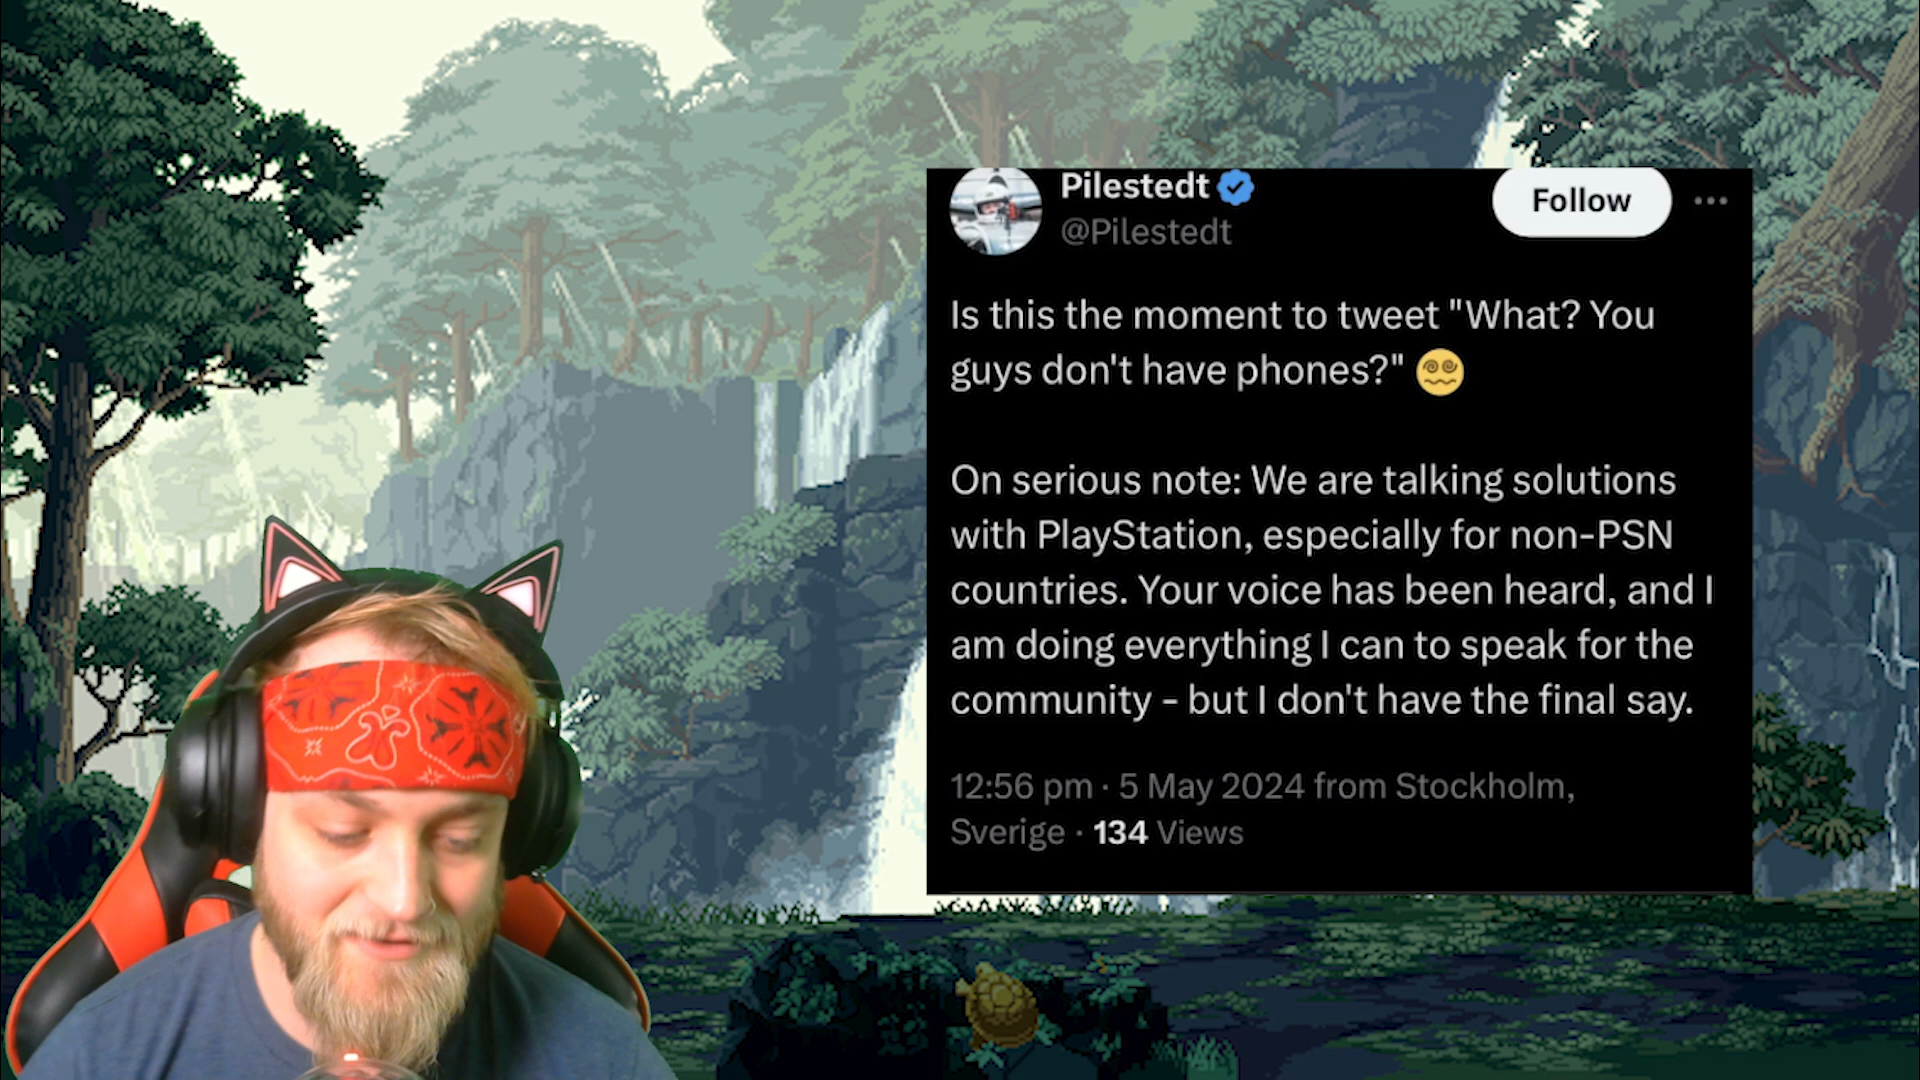 Pilestedt
Follow
@Pilestedt
Is this the moment to tweet "What? You
guys don't have phones?" 😵‍💫
On serious note: We are talking solutions
with PlayStation, especially for non-PSN
countries. Your voice has been heard, and I
am doing everything I can to speak for the
community - but I don't have the final say.
12:56 pm · 5 May 2024 from Stockholm,
Sverige · 134 Views